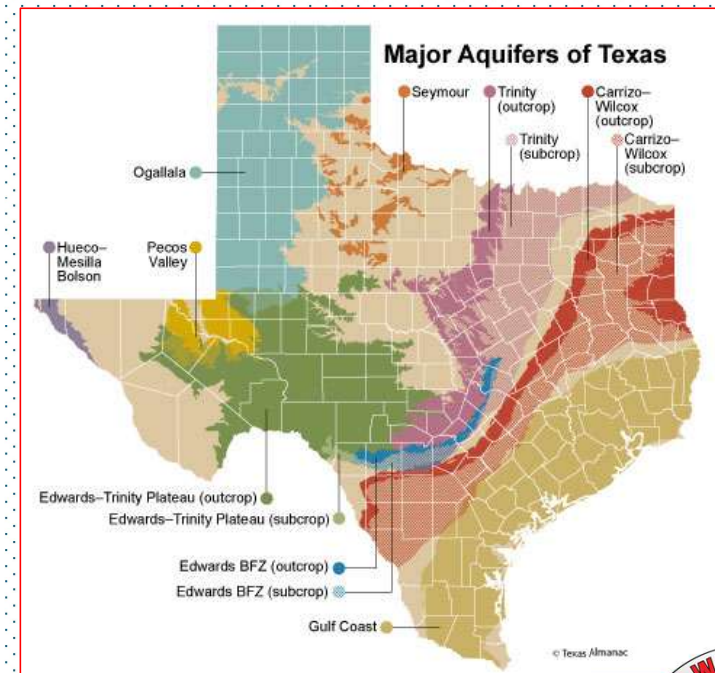 Major Aquifers of Texas
Seymour
Trinity
(outcrop)
Carrizo–
Wilcox
(outcrop)
Trinity
(subcrop)
Carrizo–
Wilcox
(subcrop)
Ogallala
Hueco–
Mesilla
Bolson
Pecos
Valley
Edwards–Trinity Plateau (outcrop)
Edwards–Trinity Plateau (subcrop)
Edwards BFZ (outcrop)
Edwards BFZ (subcrop)
Gulf Coast
© Texas Almanac
W